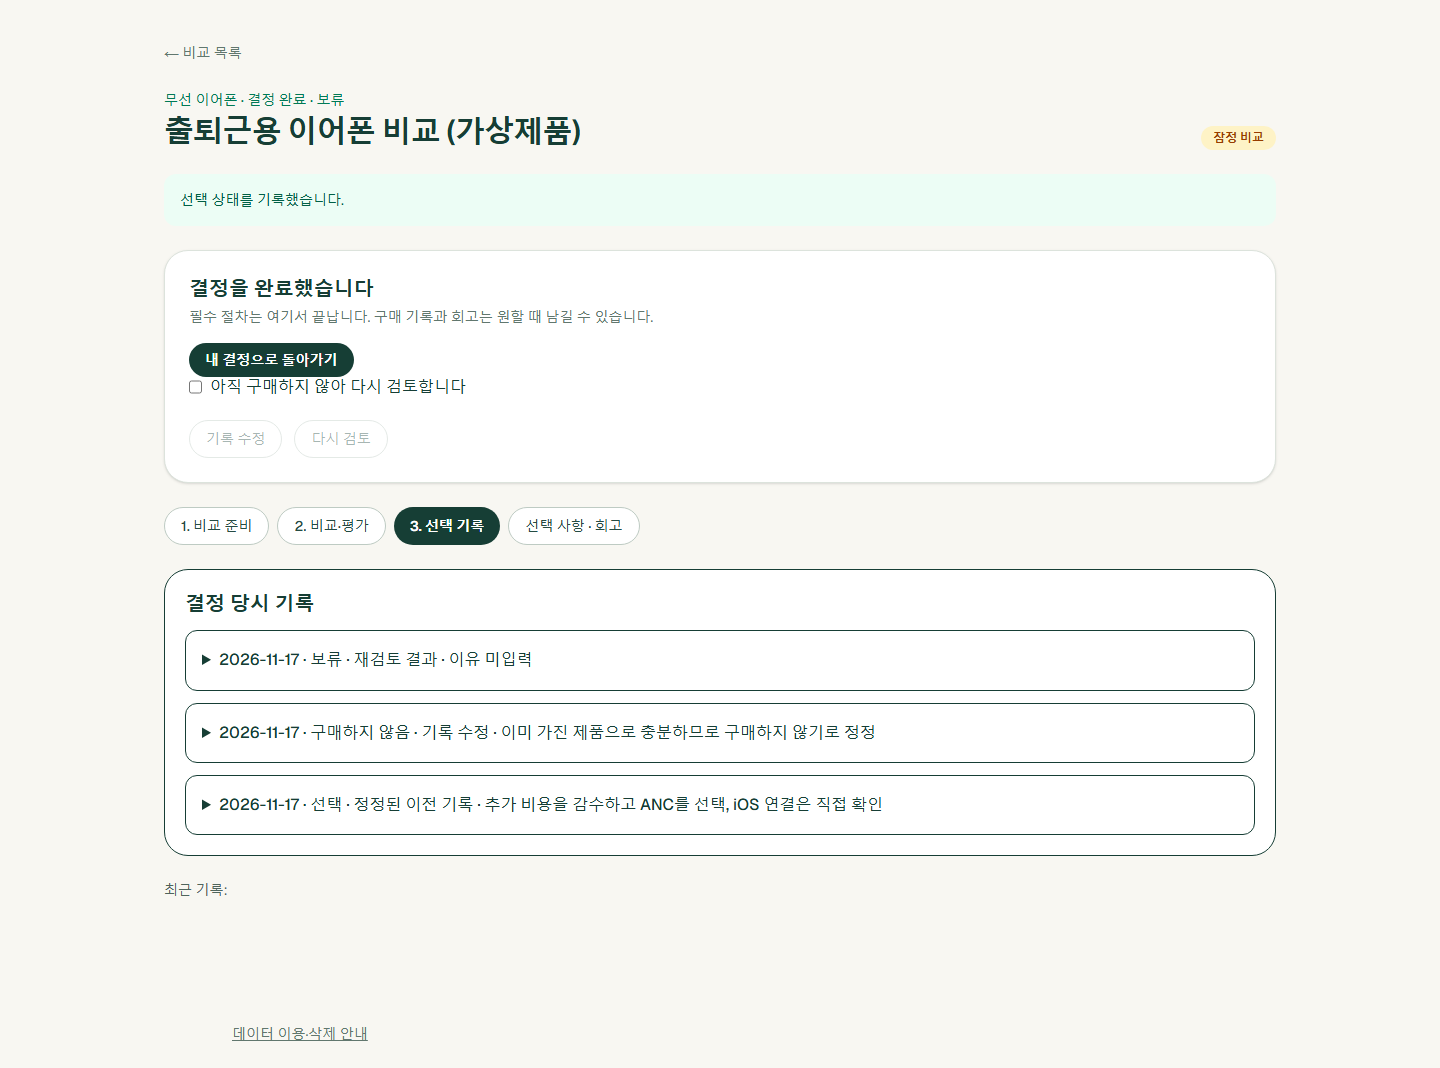 ← 비교 목록
무선 이어폰 · 결정 완료 · 보류
출퇴근용 이어폰 비교 (가상제품)
잠정 비교
선택 상태를 기록했습니다.
결정을 완료했습니다
필수 절차는 여기서 끝납니다. 구매 기록과 회고는 원할 때 남길 수 있습니다.
내 결정으로 돌아가기
아직 구매하지 않아 다시 검토합니다
기록 수정
다시 검토
1. 비교 준비
2. 비교·평가
3. 선택 기록
선택 사항 · 회고
결정 당시 기록
▶ 2026-11-17 · 보류 · 재검토 결과 · 이유 미입력
▶ 2026-11-17 · 구매하지 않음 · 기록 수정 · 이미 가진 제품으로 충분하므로 구매하지 않기로 정정
▶ 2026-11-17 · 선택 · 정정된 이전 기록 · 추가 비용을 감수하고 ANC를 선택, iOS 연결은 직접 확인
최근 기록:
데이터 이용·삭제 안내